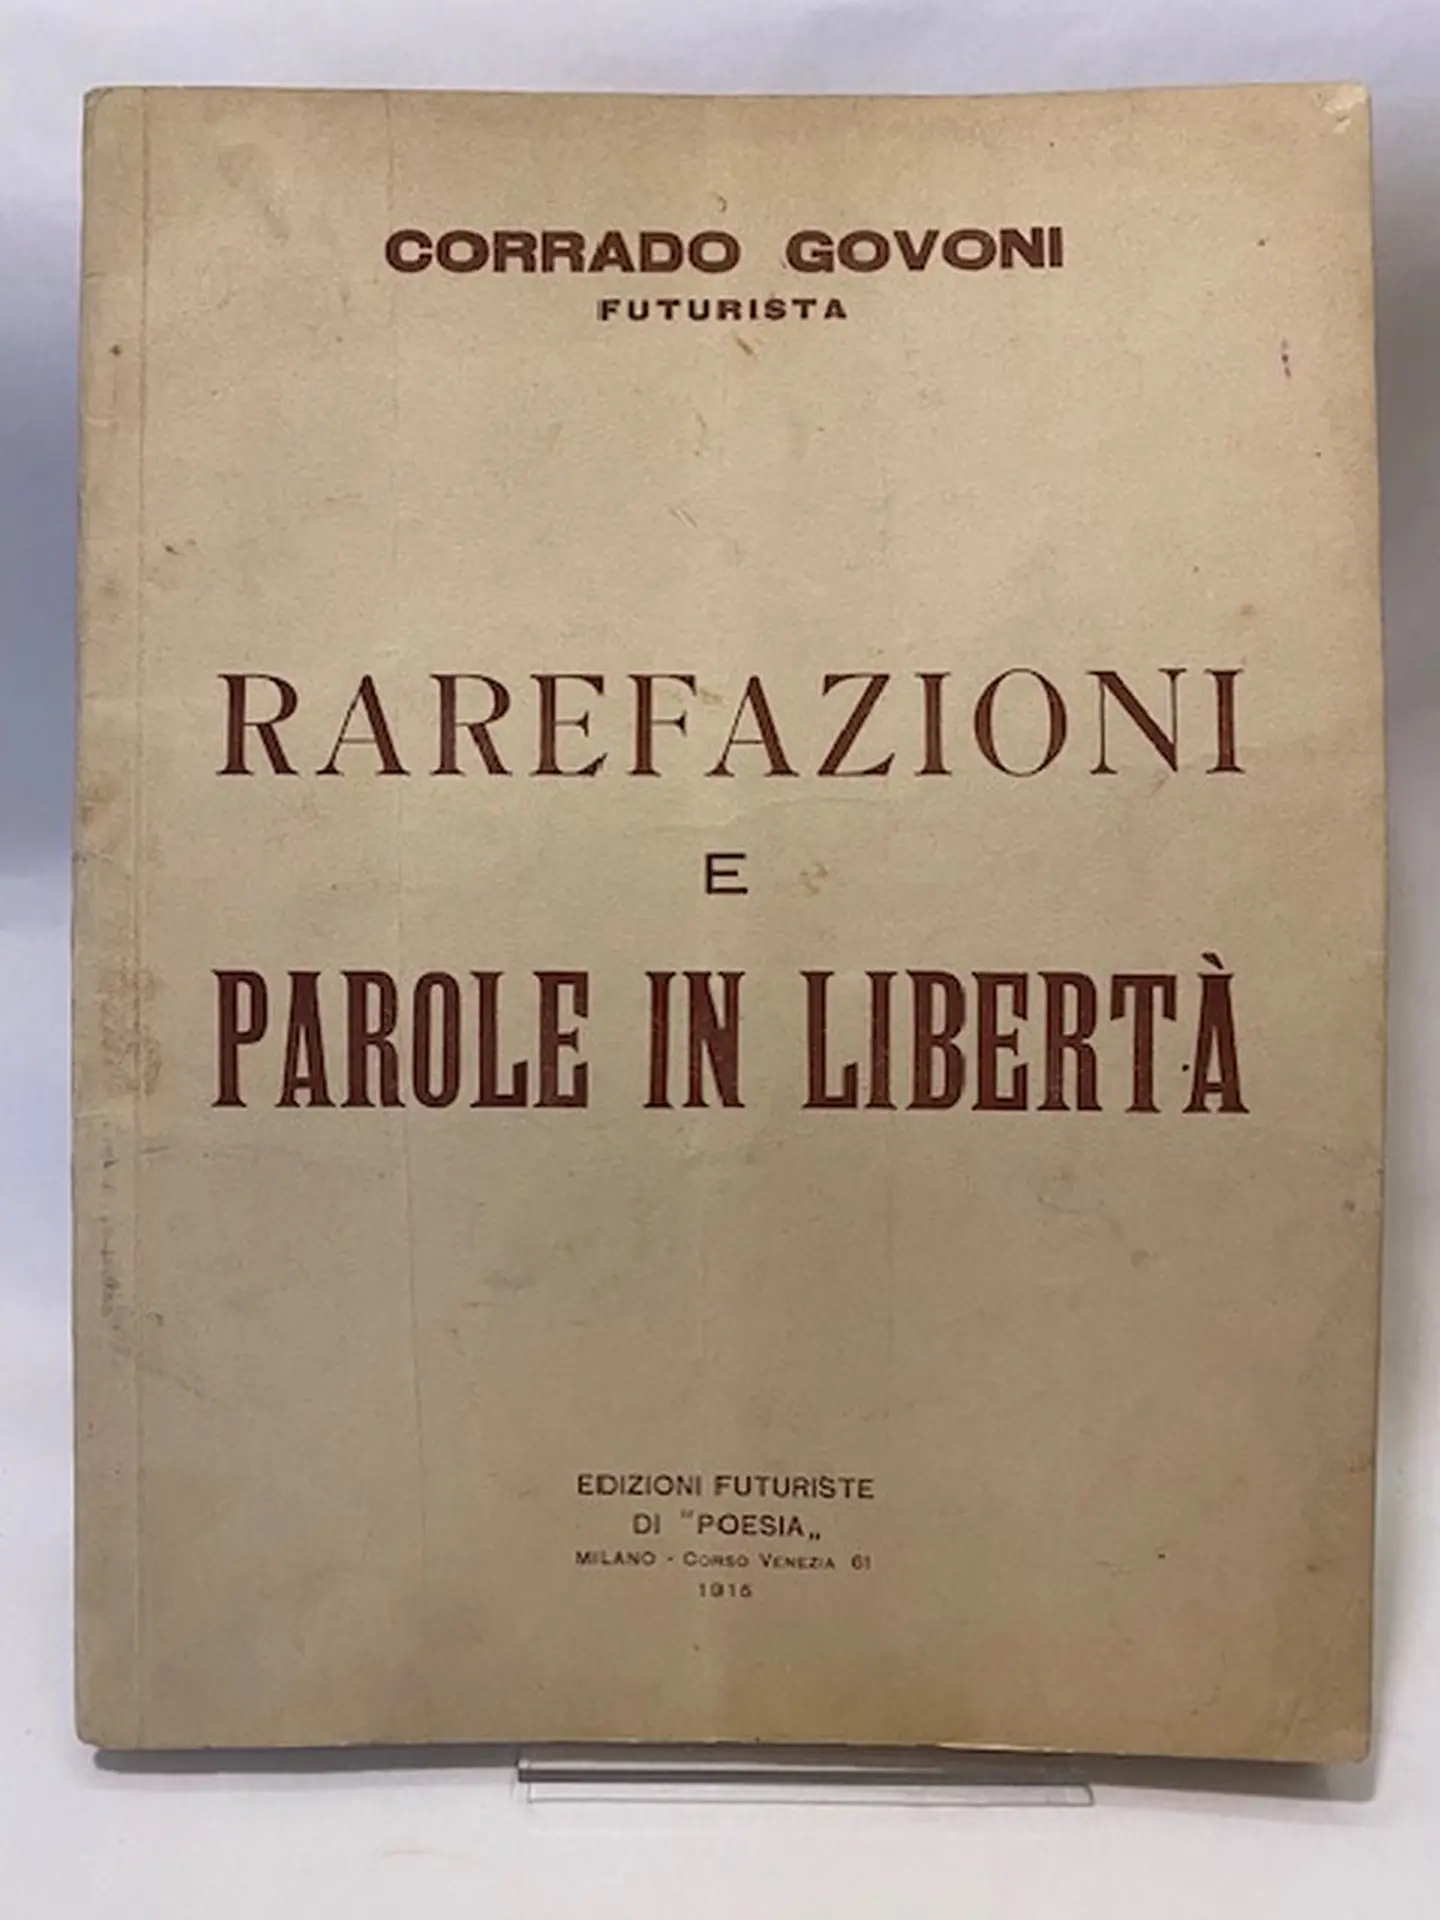 CORRADO GOVONI
FUTURISTA
RAREFAZIONI
E
PAROLE IN LIBERTÀ
EDIZIONI FUTURISTE
DI "POESIA„
MILANO - CORSO VENEZIA 61
1915